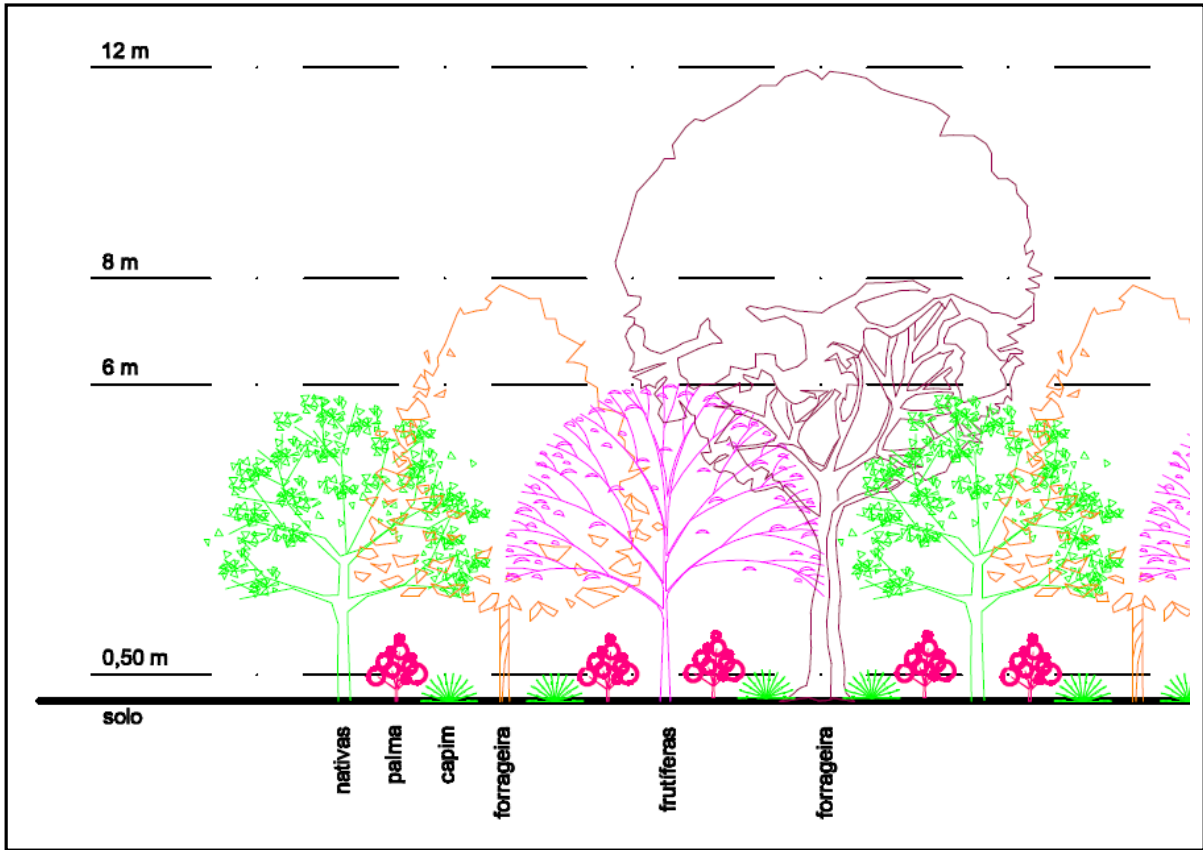 12 m
8 m
6 m
0,50 m
solo
nativas
palma
capim
forrageira
frutíferas
forrageira